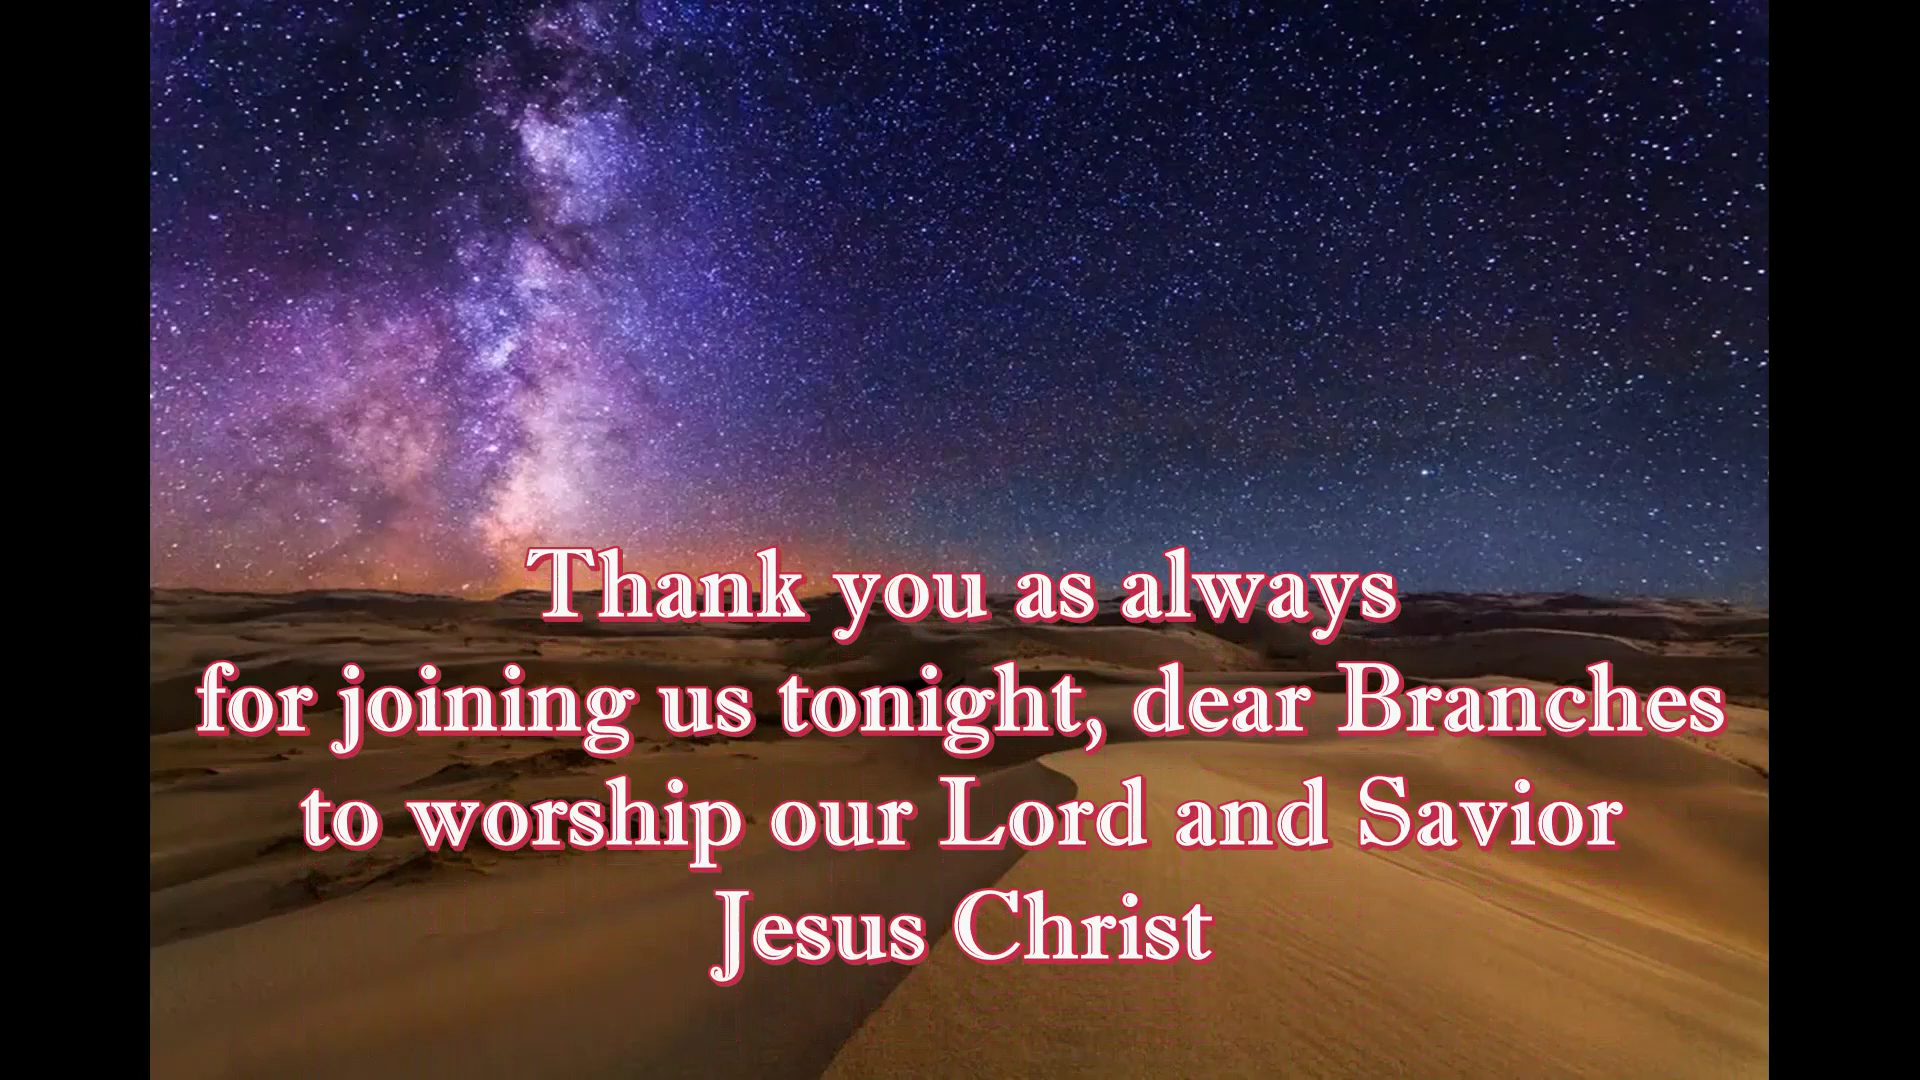 Thank you as always
for joining us tonight, dear Branches
to worship our Lord and Savior
Jesus Christ